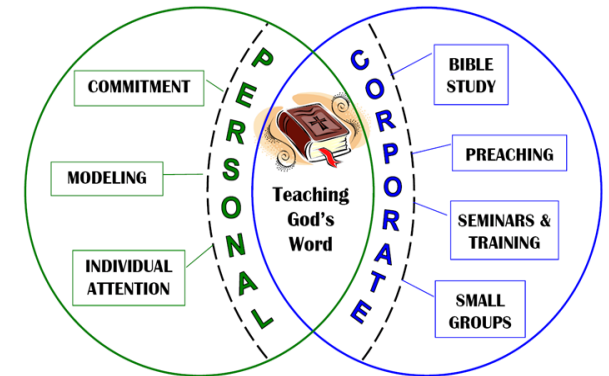 PERSONAL
COMMITMENT
MODELING
INDIVIDUAL
ATTENTION
Teaching
God's
Word
CORPORATE
BIBLE
STUDY
PREACHING
SEMINARS &
TRAINING
SMALL
GROUPS